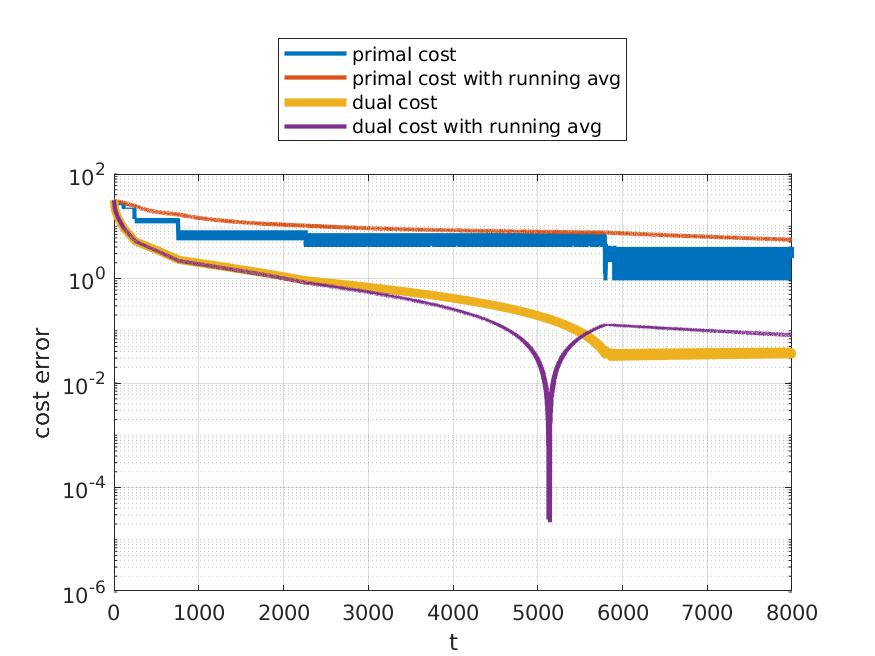 primal cost
primal cost with running avg
dual cost
dual cost with running avg
10^2
10^0
10^-2
10^-4
10^-6
cost error
0 1000 2000 3000 4000 5000 6000 7000 8000
t